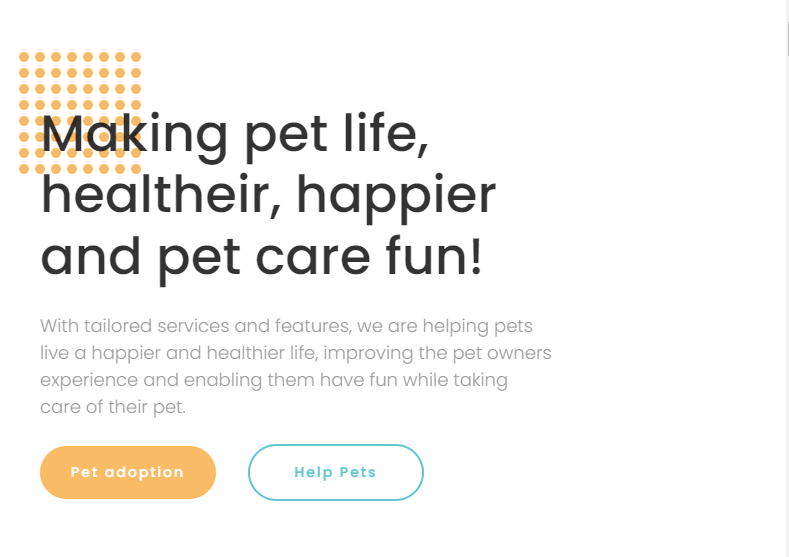 Making pet life,
healtheir, happier
and pet care fun!
With tailored services and features, we are helping pets
live a happier and healthier life, improving the pet owners
experience and enabling them have fun while taking
care of their pet.
Pet adoption
Help Pets